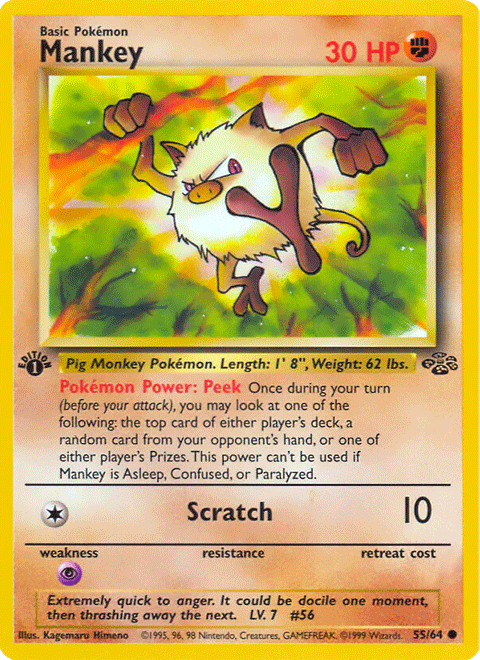 Basic Pokémon
Mankey 30 HP
EDITION
1
Pig Monkey Pokémon. Length: 1' 8", Weight: 62 lbs.
Pokémon Power: Peek Once during your turn
(before your attack), you may look at one of the
following: the top card of either player's deck, a
random card from your opponent's hand, or one of
either player's Prizes. This power can't be used if
Mankey is Asleep, Confused, or Paralyzed.
Scratch 10
weakness resistance retreat cost
Extremely quick to anger. It could be docile one moment,
then thrashing away the next. LV. 7 #56
Illus. Kagemaru Himeno ©1995, 96, 98 Nintendo, Creatures, GAMEFREAK. ©1999 Wizards. 55/64